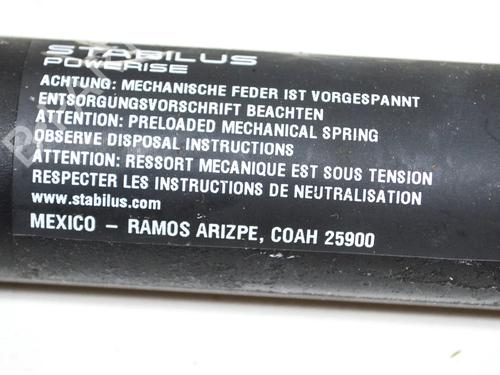 STABILUS
POWERISE
ACHTUNG: MECHANISCHE FEDER IST VORGESPANNT
ENTSORGUNGSVORSCHRIFT BEACHTEN
ATTENTION: PRELOADED MECHANICAL SPRING
OBSERVE DISPOSAL INSTRUCTIONS
ATTENTION: RESSORT MECANIQUE EST SOUS TENSION
RESPECTER LES INSTRUCTIONS DE NEUTRALISATION
www.stabilus.com
MEXICO – RAMOS ARIZPE, COAH 25900